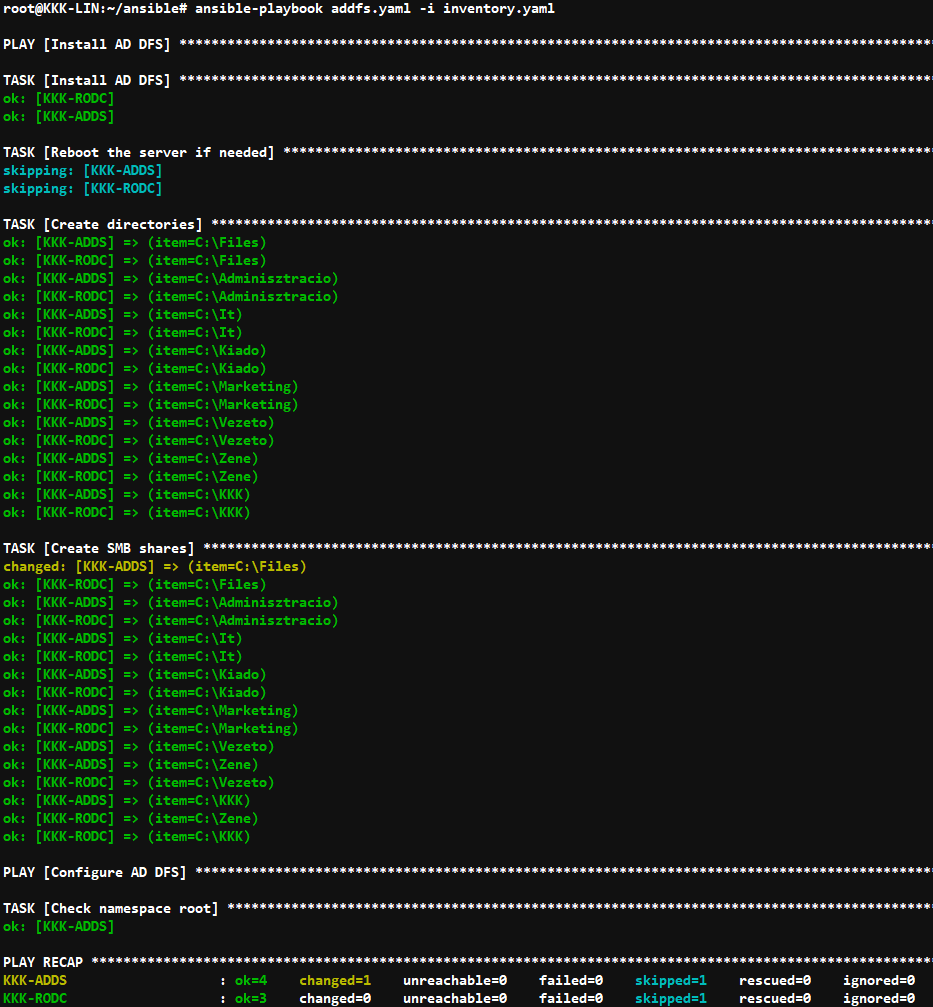 root@KKK-LIN:~/ansible# ansible-playbook addfs.yaml -i inventory.yaml
PLAY [Install AD DFS] **********************************************************************************************
TASK [Install AD DFS] **********************************************************************************************
ok: [KKK-RODC]
ok: [KKK-ADDS]
TASK [Reboot the server if needed] *********************************************************************************
skipping: [KKK-ADDS]
skipping: [KKK-RODC]
TASK [Create directories] ******************************************************************************************
ok: [KKK-ADDS] => (item=C:\Files)
ok: [KKK-RODC] => (item=C:\Files)
ok: [KKK-ADDS] => (item=C:\Adminisztracio)
ok: [KKK-RODC] => (item=C:\Adminisztracio)
ok: [KKK-ADDS] => (item=C:\It)
ok: [KKK-RODC] => (item=C:\It)
ok: [KKK-ADDS] => (item=C:\Kiado)
ok: [KKK-RODC] => (item=C:\Kiado)
ok: [KKK-ADDS] => (item=C:\Marketing)
ok: [KKK-RODC] => (item=C:\Marketing)
ok: [KKK-ADDS] => (item=C:\Vezeto)
ok: [KKK-RODC] => (item=C:\Vezeto)
ok: [KKK-ADDS] => (item=C:\Zene)
ok: [KKK-RODC] => (item=C:\Zene)
ok: [KKK-ADDS] => (item=C:\KKK)
ok: [KKK-RODC] => (item=C:\KKK)
TASK [Create SMB shares] *******************************************************************************************
changed: [KKK-ADDS] => (item=C:\Files)
ok: [KKK-RODC] => (item=C:\Files)
ok: [KKK-ADDS] => (item=C:\Adminisztracio)
ok: [KKK-RODC] => (item=C:\Adminisztracio)
ok: [KKK-ADDS] => (item=C:\It)
ok: [KKK-RODC] => (item=C:\It)
ok: [KKK-ADDS] => (item=C:\Kiado)
ok: [KKK-RODC] => (item=C:\Kiado)
ok: [KKK-ADDS] => (item=C:\Marketing)
ok: [KKK-RODC] => (item=C:\Marketing)
ok: [KKK-ADDS] => (item=C:\Vezeto)
ok: [KKK-ADDS] => (item=C:\Zene)
ok: [KKK-RODC] => (item=C:\Vezeto)
ok: [KKK-ADDS] => (item=C:\KKK)
ok: [KKK-RODC] => (item=C:\Zene)
ok: [KKK-RODC] => (item=C:\KKK)
PLAY [Configure AD DFS] ********************************************************************************************
TASK [Check namespace root] ****************************************************************************************
ok: [KKK-ADDS]
PLAY RECAP *********************************************************************************************************
KKK-ADDS : ok=4 changed=1 unreachable=0 failed=0 skipped=1 rescued=0 ignored=0
KKK-RODC : ok=3 changed=0 unreachable=0 failed=0 skipped=1 rescued=0 ignored=0